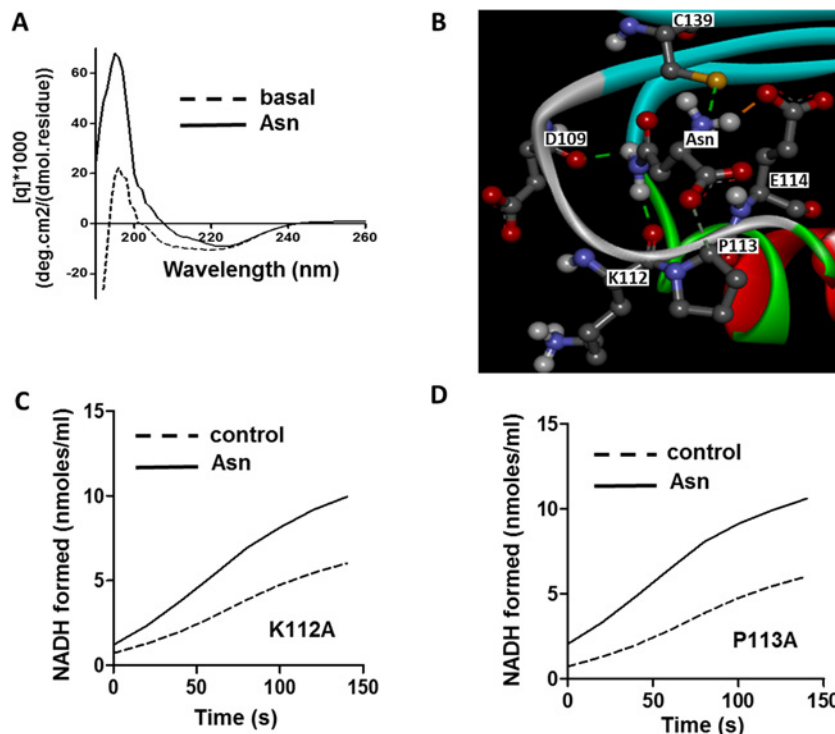 A
[q]*1000
(deg.cm2/(dmol.residue))
60
40
20
0
-20
basal
Asn
200
220
240
260
Wavelength (nm)
B
C139
D109
Asn
E114
P113
K112
C
NADH formed (nmoles/ml)
15
10
5
0
control
Asn
K112A
0
50
100
150
Time (s)
D
NADH formed (nmoles/ml)
15
10
5
0
control
Asn
P113A
0
50
100
150
Time (s)